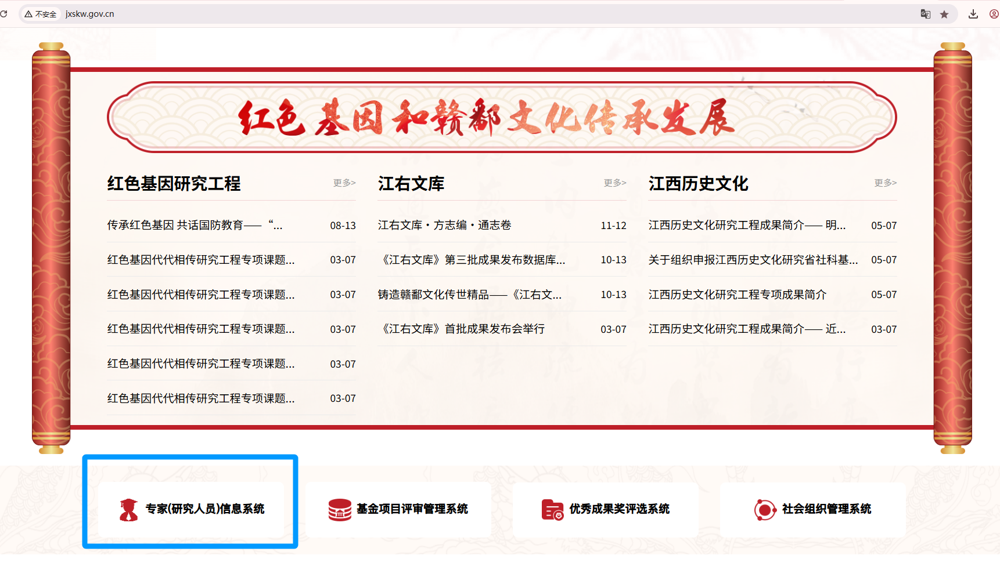 不安全 jxskw.gov.cn
红色基因和赣鄱文化传承发展
红色基因研究工程 更多>
传承红色基因 共话国防教育——“... 08-13
红色基因代代相传研究工程专项课题... 03-07
红色基因代代相传研究工程专项课题... 03-07
红色基因代代相传研究工程专项课题... 03-07
红色基因代代相传研究工程专项课题... 03-07
红色基因代代相传研究工程专项课题... 03-07
江右文库 更多>
江右文库·方志编·通志卷 11-12
《江右文库》第三批成果发布数据库... 10-13
铸造赣鄱文化传世精品——《江右文... 10-13
《江右文库》首批成果发布会举行 03-07
江西历史文化 更多>
江西历史文化研究工程成果简介—— 明... 05-07
关于组织申报江西历史文化研究省社科基... 05-07
江西历史文化研究工程专项成果简介 05-07
江西历史文化研究工程成果简介—— 近... 03-07
专家(研究人员)信息系统
基金项目评审管理系统
优秀成果奖评选系统
社会组织管理系统